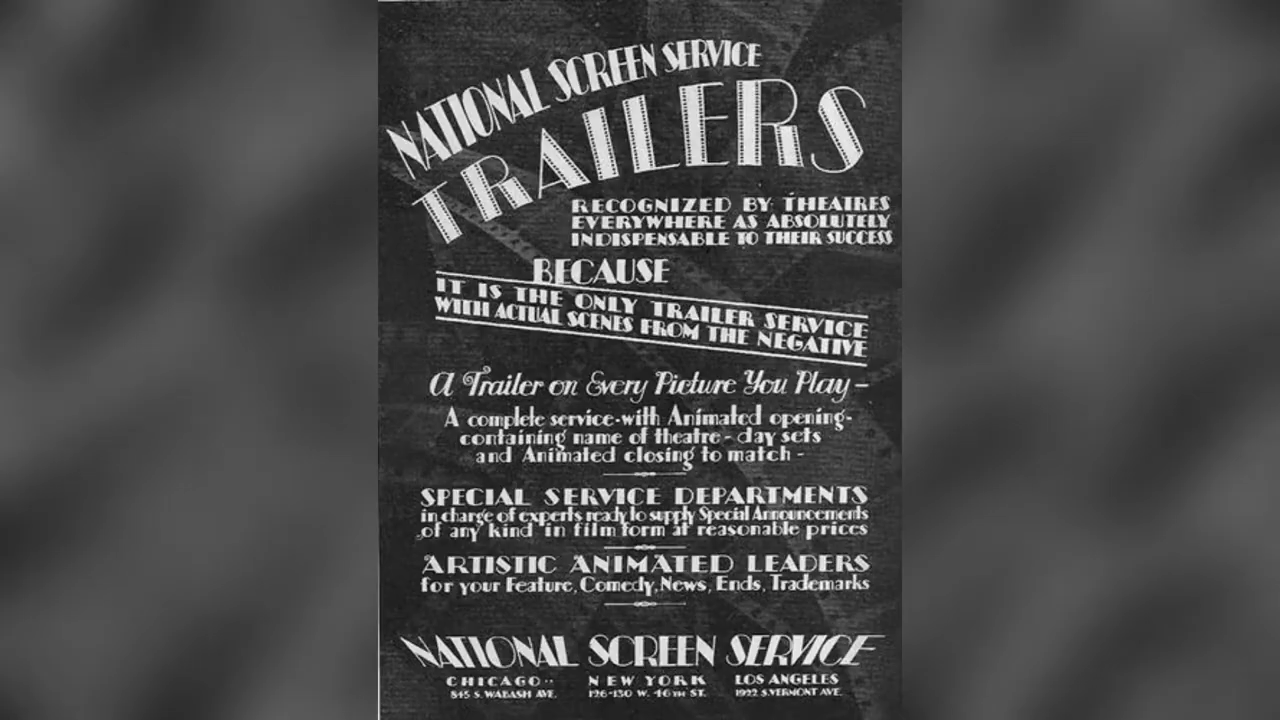 NATIONAL SCREEN SERVICE
TRAILERS
RECOGNIZED BY THEATRES
EVERYWHERE AS ABSOLUTELY
INDISPENSABLE TO THEIR SUCCESS
BECAUSE
IT IS THE ONLY TRAILER SERVICE
WITH ACTUAL SCENES FROM THE NEGATIVE
A Trailer on Every Picture You Play—
A complete service-with Animated opening-
containing name of theatre - day sets
and Animated closing to match -
SPECIAL SERVICE DEPARTMENTS
in charge of experts ready to supply Special Announcements
of any kind in film form at reasonable prices
ARTISTIC ANIMATED LEADERS
for your Feature, Comedy, News, Ends, Trademarks
NATIONAL SCREEN SERVICE
CHICAGO·· NEW YORK LOS ANGELES
845 S. WABASH AVE. 126-130 W. 46TH ST. 1922 S. VERMONT AVE.